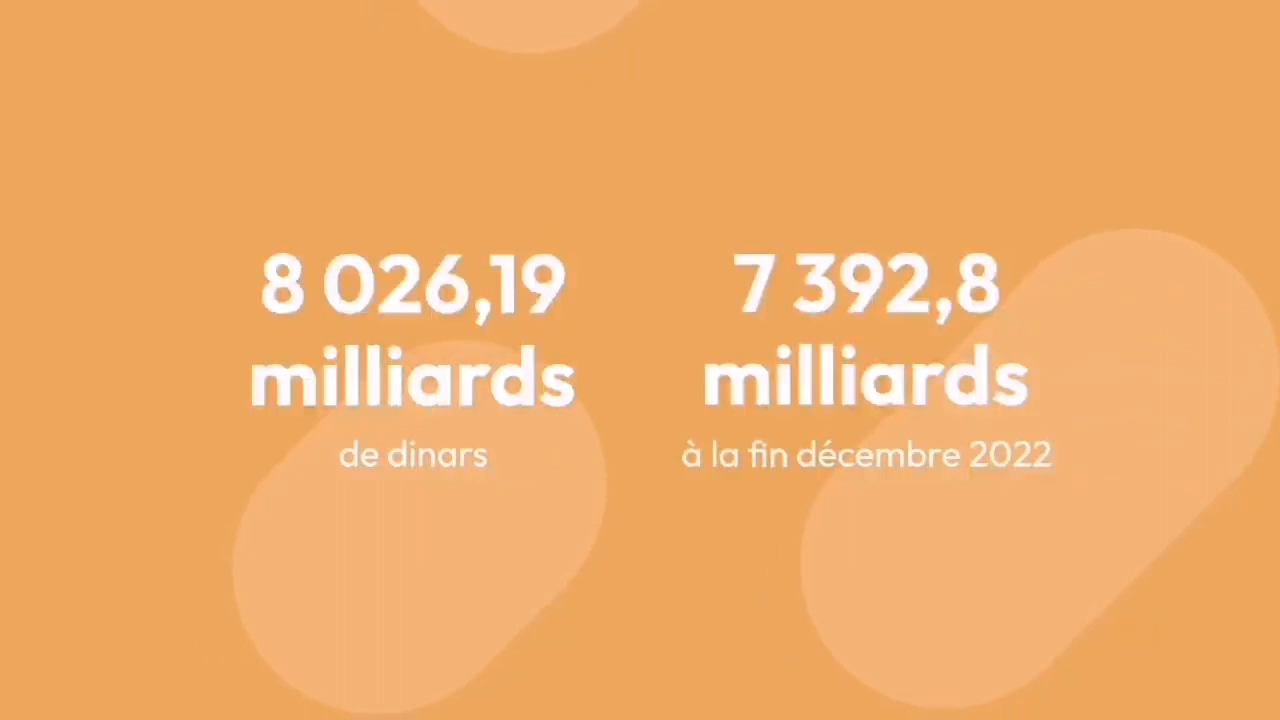 8 026,19
milliards
de dinars
7 392,8
milliards
à la fin décembre 2022